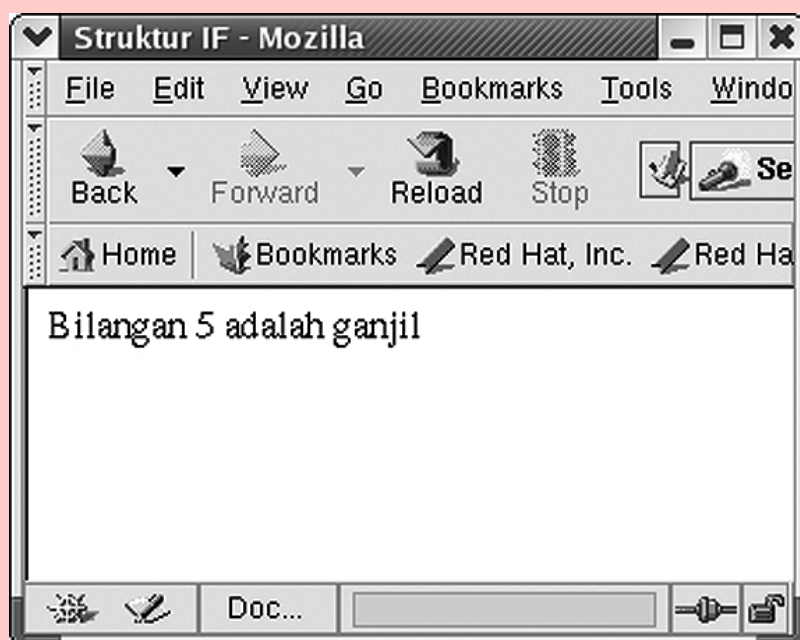 Struktur IF - Mozilla
File Edit View Go Bookmarks Tools Windo
Back Forward Reload Stop Se
Home Bookmarks Red Hat, Inc. Red Ha
Bilangan 5 adalah ganjil
Doc...